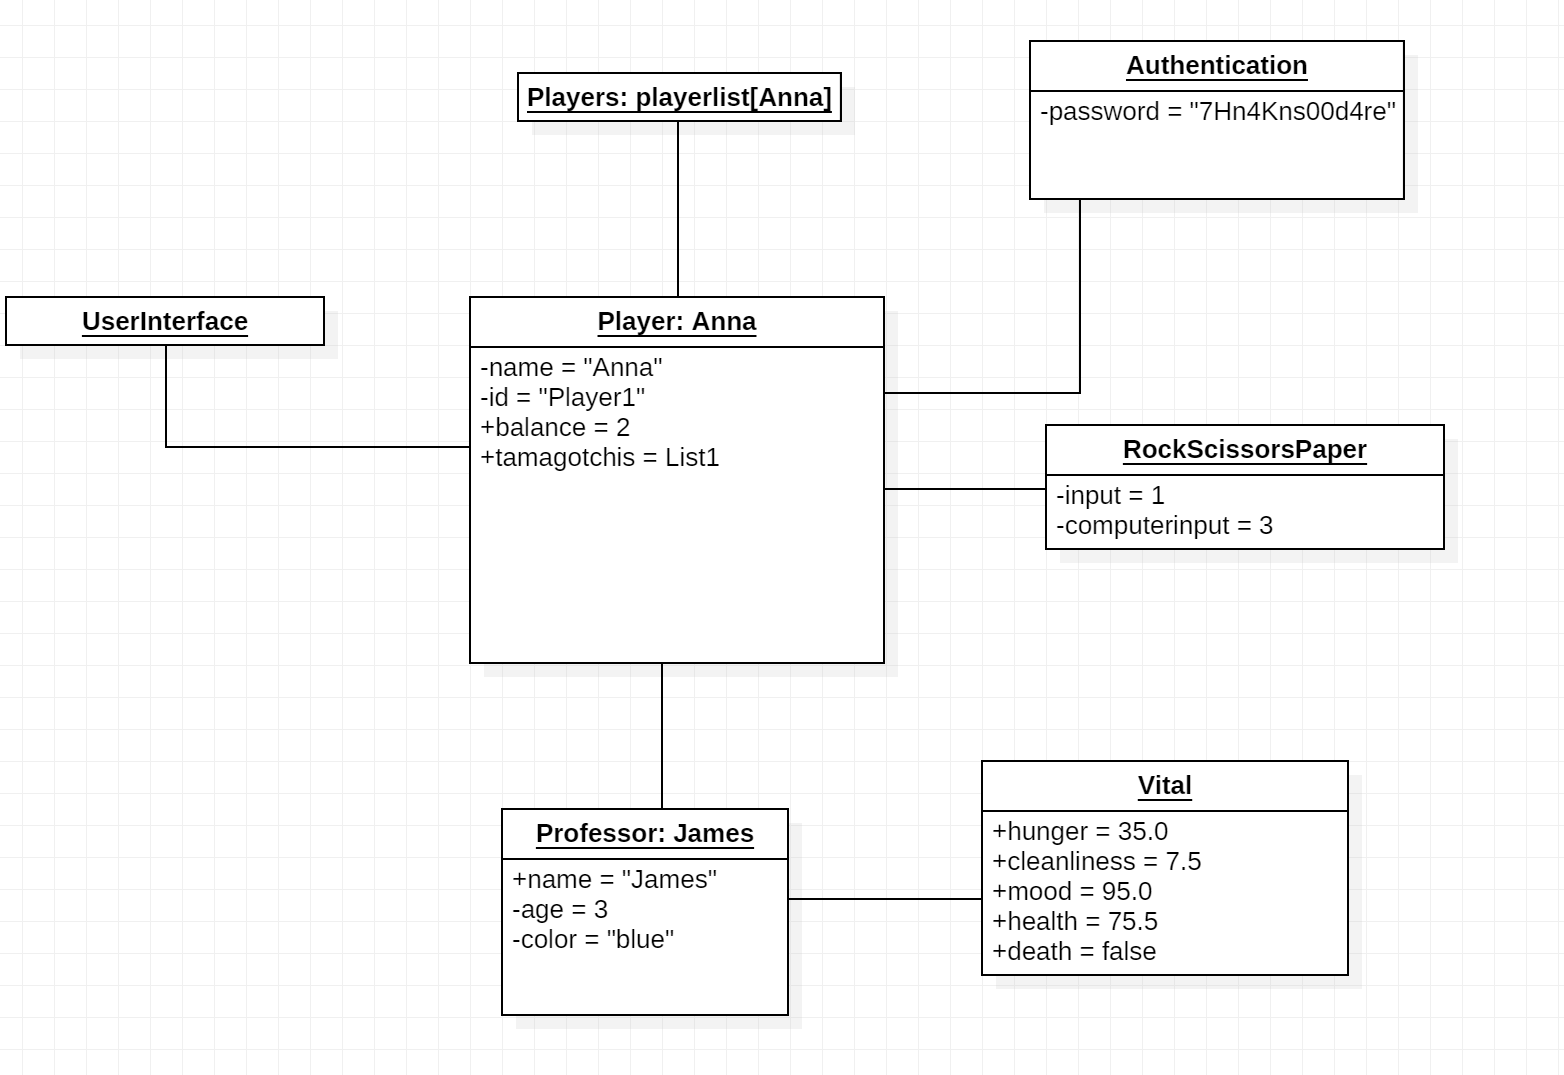 Players: playerlist[Anna]
Authentication
-password = "7Hn4Kns00d4re"
UserInterface
Player: Anna
-name = "Anna"
-id = "Player1"
+balance = 2
+tamagotchis = List1
RockScissorsPaper
-input = 1
-computerinput = 3
Professor: James
+name = "James"
-age = 3
-color = "blue"
Vital
+hunger = 35.0
+cleanliness = 7.5
+mood = 95.0
+health = 75.5
+death = false